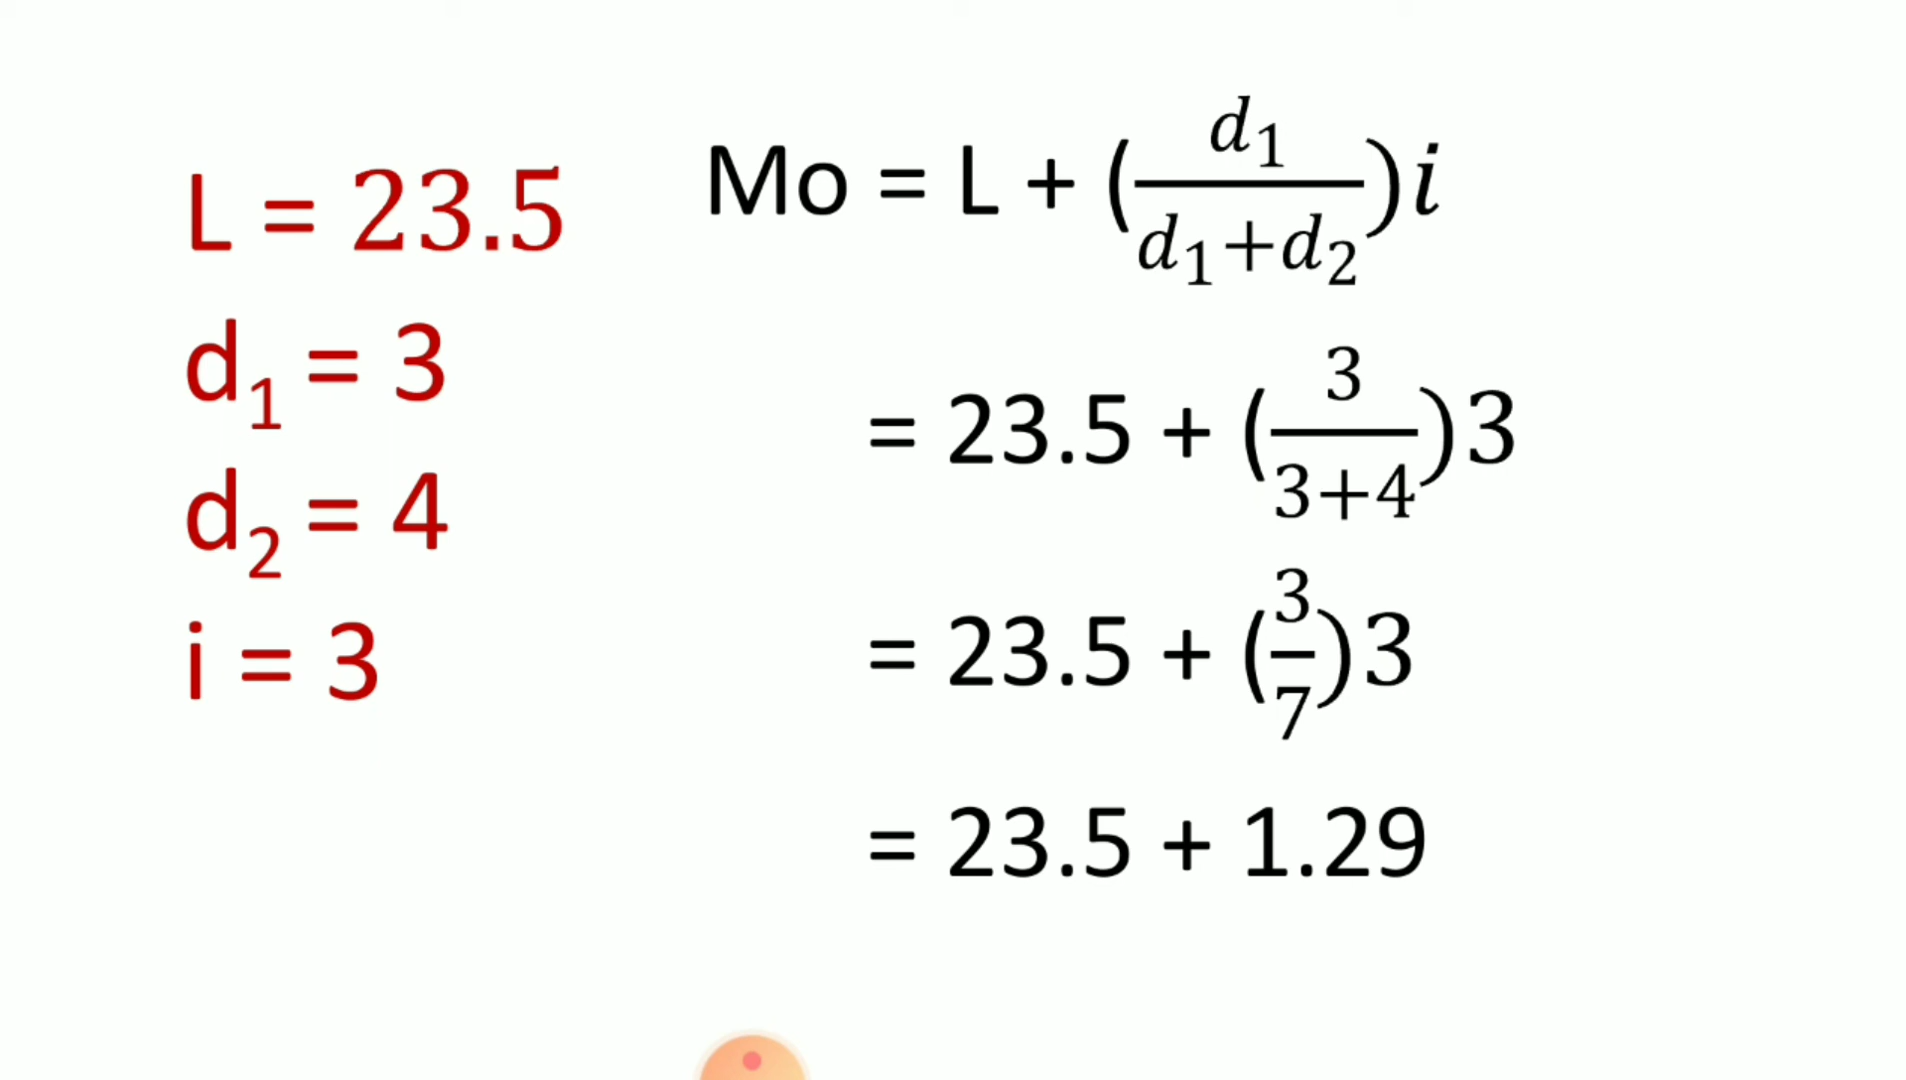 L = 23.5
d₁ = 3
d₂ = 4
i = 3
Mo = L + (d₁/d₁+d₂)i
= 23.5 + (3/3+4)3
= 23.5 + (3/7)3
= 23.5 + 1.29